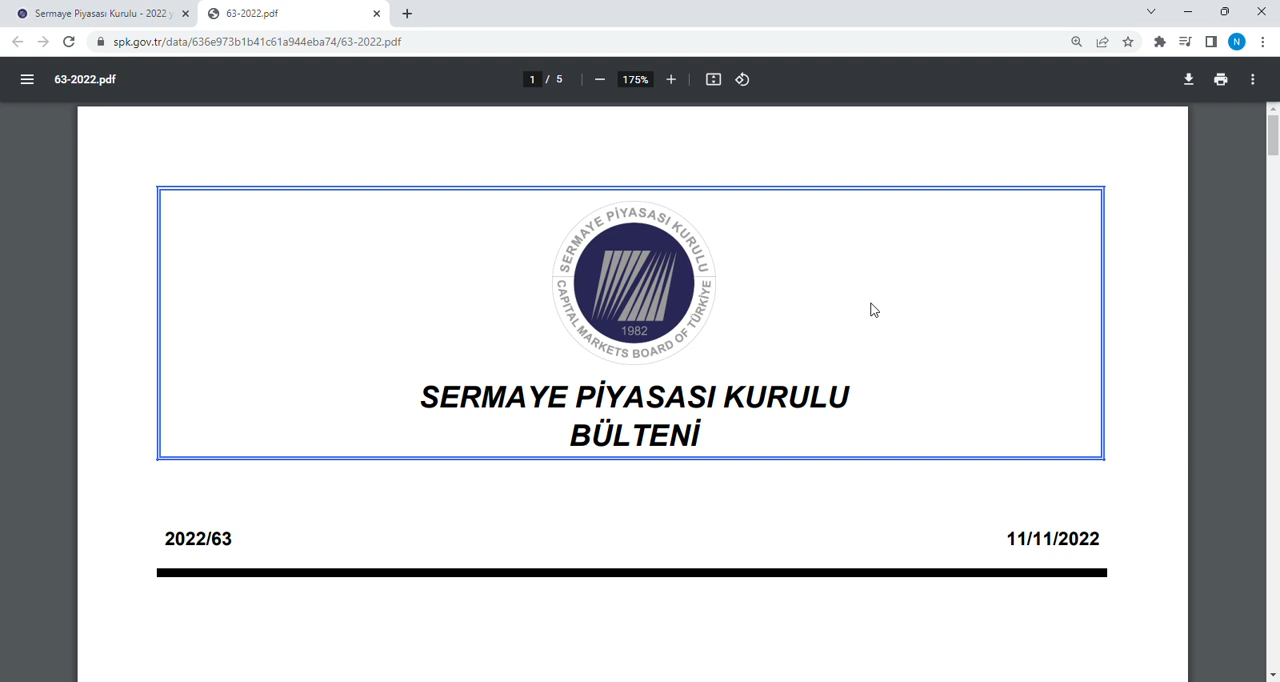 Sermaye Piyasası Kurulu - 2022 y
63-2022.pdf
spk.gov.tr/data/636e973b1b41c61a944eba74/63-2022.pdf
N
63-2022.pdf
1 / 5
175%
SERMAYE PİYASASI KURULU
CAPITAL MARKETS BOARD OF TÜRKİYE
1982
SERMAYE PİYASASI KURULU
BÜLTENİ
2022/63 11/11/2022